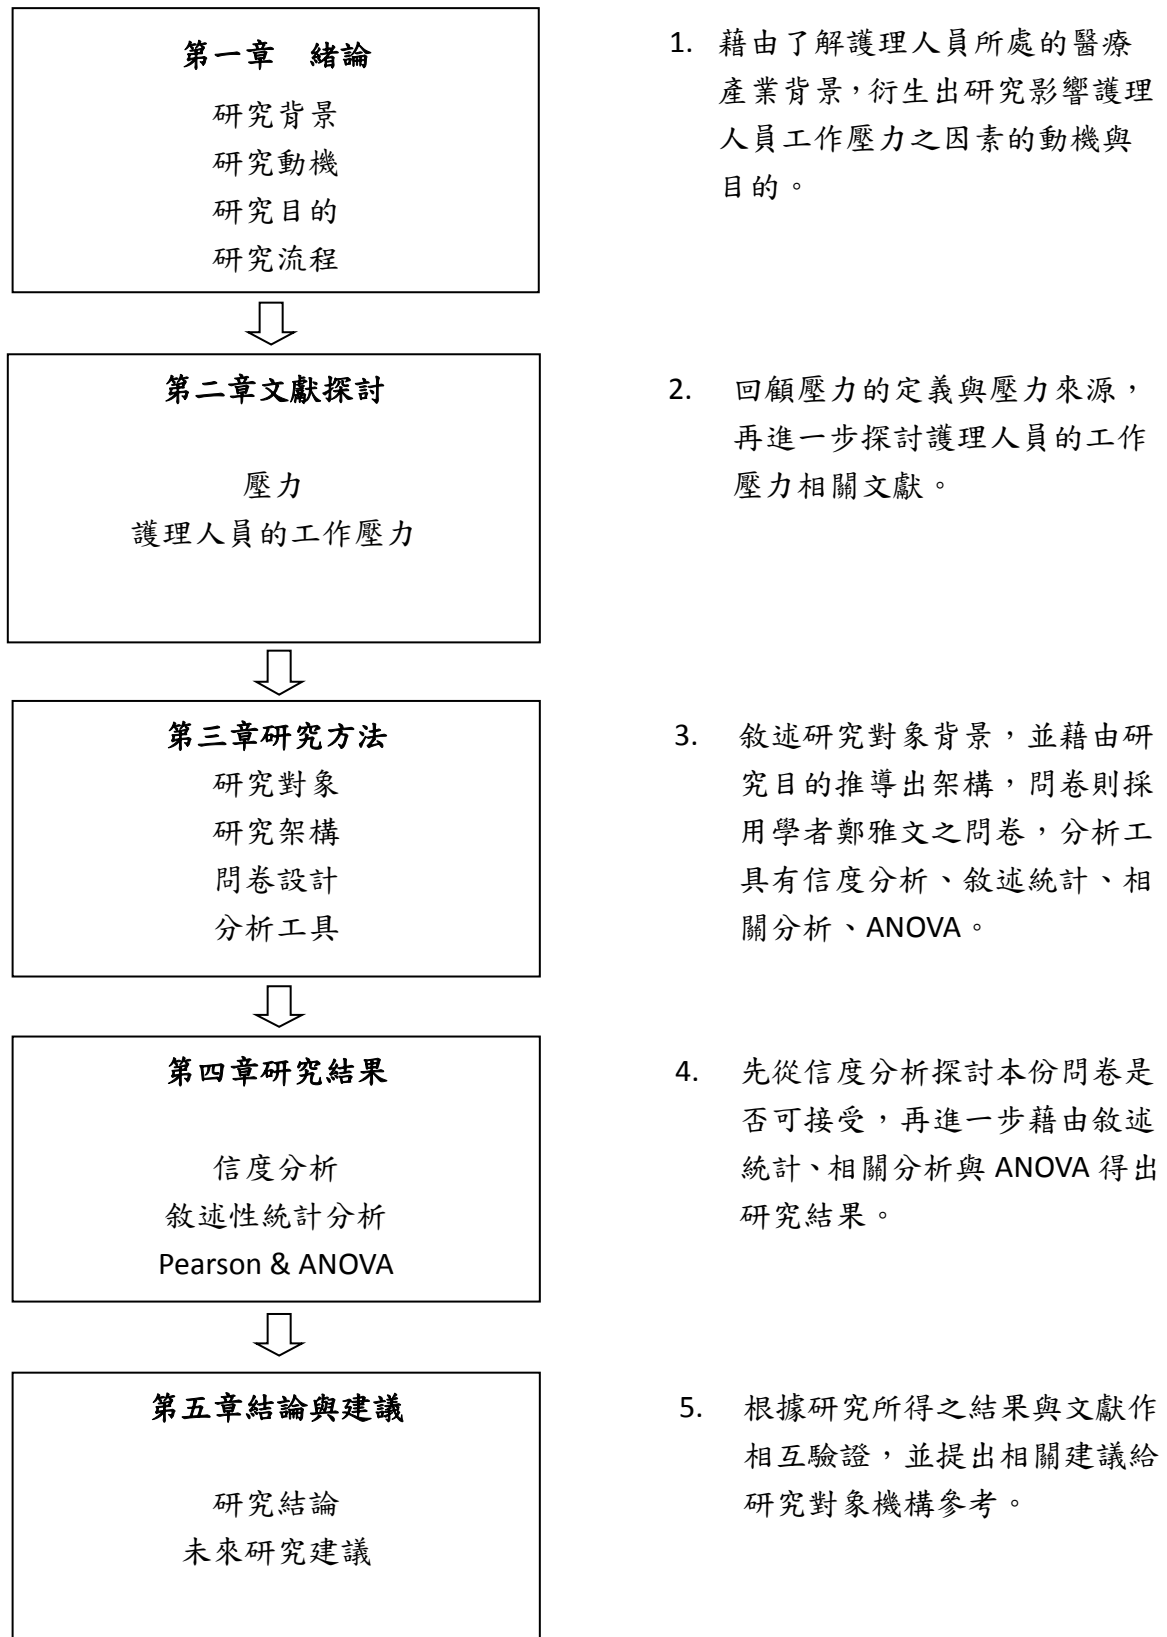 第一章　緒論
研究背景
研究動機
研究目的
研究流程
1. 藉由了解護理人員所處的醫療
產業背景，衍生出研究影響護理
人員工作壓力之因素的動機與
目的。
第二章文獻探討
壓力
護理人員的工作壓力
2. 回顧壓力的定義與壓力來源，
再進一步探討護理人員的工作
壓力相關文獻。
第三章研究方法
研究對象
研究架構
問卷設計
分析工具
3. 敘述研究對象背景，並藉由研
究目的推導出架構，問卷則採
用學者鄭雅文之問卷，分析工
具有信度分析、敘述統計、相
關分析、ANOVA。
第四章研究結果
信度分析
敘述性統計分析
Pearson & ANOVA
4. 先從信度分析探討本份問卷是
否可接受，再進一步藉由敘述
統計、相關分析與 ANOVA 得出
研究結果。
第五章結論與建議
研究結論
未來研究建議
5. 根據研究所得之結果與文獻作
相互驗證，並提出相關建議給
研究對象機構參考。